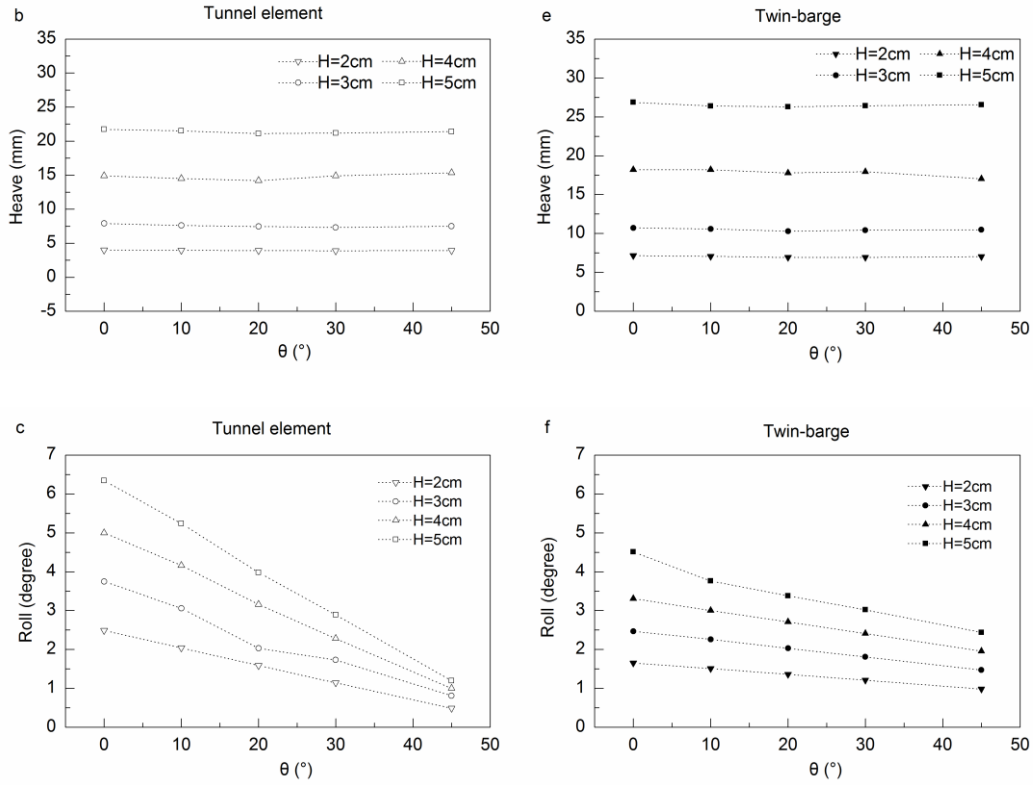 b
Tunnel element
H=2cm H=4cm
H=3cm H=5cm
35
30
25
20
15
10
5
0
-5
Heave (mm)
0 10 20 30 40 50
θ (°)
e
Twin-barge
H=2cm H=4cm
H=3cm H=5cm
35
30
25
20
15
10
5
0
Heave (mm)
0 10 20 30 40 50
θ (°)
c
Tunnel element
H=2cm
H=3cm
H=4cm
H=5cm
7
6
5
4
3
2
1
0
Roll (degree)
0 10 20 30 40 50
θ (°)
f
Twin-barge
H=2cm
H=3cm
H=4cm
H=5cm
7
6
5
4
3
2
1
0
Roll (degree)
0 10 20 30 40 50
θ (°)